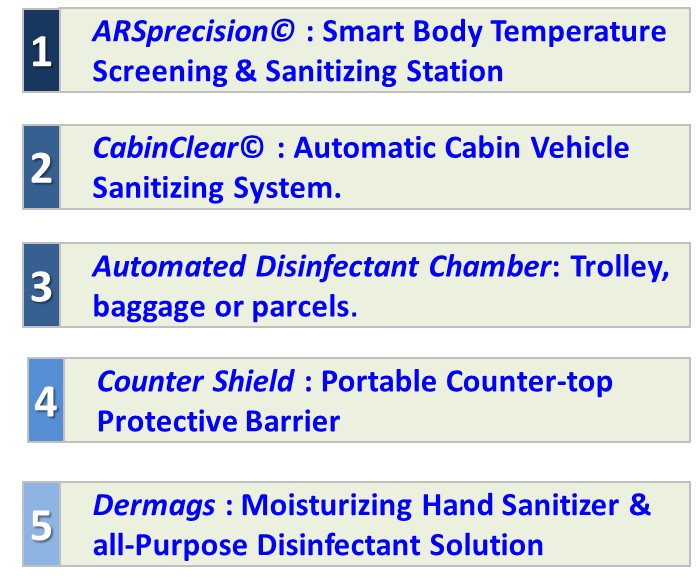 1
ARSprecision© : Smart Body Temperature
Screening & Sanitizing Station
2
CabinClear© : Automatic Cabin Vehicle
Sanitizing System.
3
Automated Disinfectant Chamber: Trolley,
baggage or parcels.
4
Counter Shield : Portable Counter-top
Protective Barrier
5
Dermags : Moisturizing Hand Sanitizer &
all-Purpose Disinfectant Solution